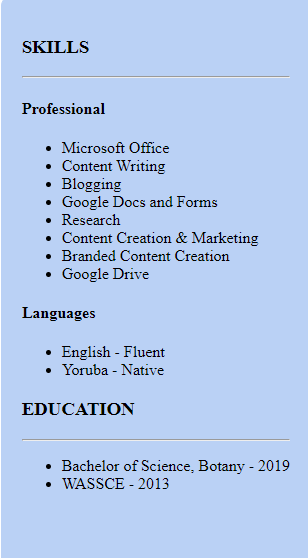 SKILLS
Professional
Microsoft Office
Content Writing
Blogging
Google Docs and Forms
Research
Content Creation & Marketing
Branded Content Creation
Google Drive
Languages
English - Fluent
Yoruba - Native
EDUCATION
Bachelor of Science, Botany - 2019
WASSCE - 2013